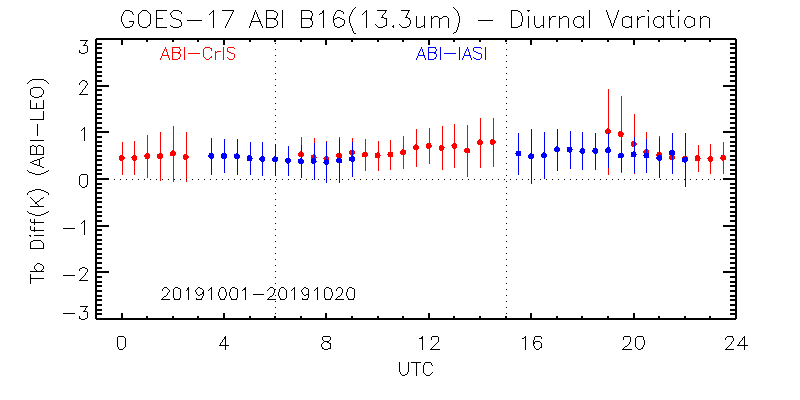 GOES-17 ABI B16(13.3um) - Diurnal Variation
ABI-CrIS
ABI-IASI
Tb Diff(K) (ABI-LEO)
3
2
1
0
-1
-2
-3
20191001-20191020
0 4 8 12 16 20 24
UTC